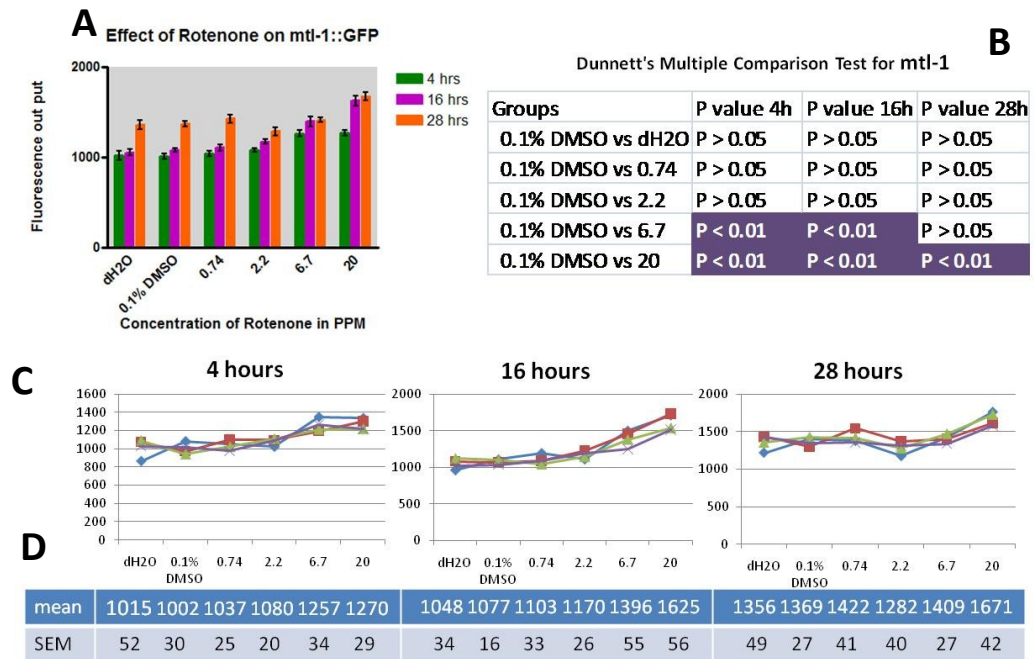 A
Effect of Rotenone on mtl-1::GFP
Fluorescence out put
2000
1000
0
4 hrs
16 hrs
28 hrs
dH2O
0.1% DMSO
0.74
2.2
6.7
20
Concentration of Rotenone in PPM
B
Dunnett's Multiple Comparison Test for mtl-1
Groups P value 4h P value 16h P value 28h
0.1% DMSO vs dH2O P > 0.05 P > 0.05 P > 0.05
0.1% DMSO vs 0.74 P > 0.05 P > 0.05 P > 0.05
0.1% DMSO vs 2.2 P > 0.05 P > 0.05 P > 0.05
0.1% DMSO vs 6.7 P < 0.01 P < 0.01 P > 0.05
0.1% DMSO vs 20 P < 0.01 P < 0.01 P < 0.01
C
4 hours
1600
1400
1200
1000
800
600
400
200
0
dH2O 0.1% DMSO 0.74 2.2 6.7 20
16 hours
2000
1500
1000
500
0
dH2O 0.1% DMSO 0.74 2.2 6.7 20
28 hours
2000
1500
1000
500
0
dH2O 0.1% DMSO 0.74 2.2 6.7 20
D
mean 1015 1002 1037 1080 1257 1270 1048 1077 1103 1170 1396 1625 1356 1369 1422 1282 1409 1671
SEM 52 30 25 20 34 29 34 16 33 26 55 56 49 27 41 40 27 42